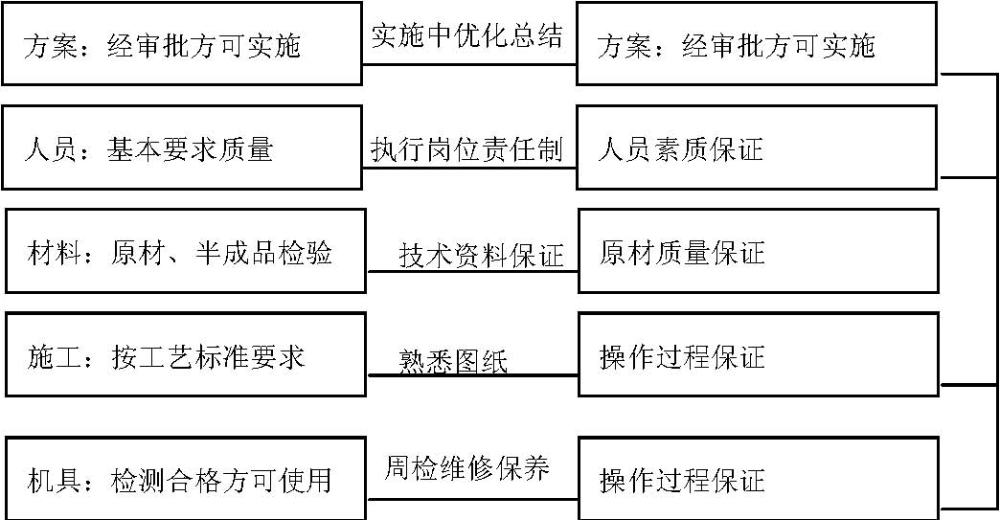 方案：经审批方可实施 实施中优化总结 方案：经审批方可实施
人员：基本要求质量 执行岗位责任制 人员素质保证
材料：原材、半成品检验 技术资料保证 原材质量保证
施工：按工艺标准要求 熟悉图纸 操作过程保证
机具：检测合格方可使用 周检维修保养 操作过程保证